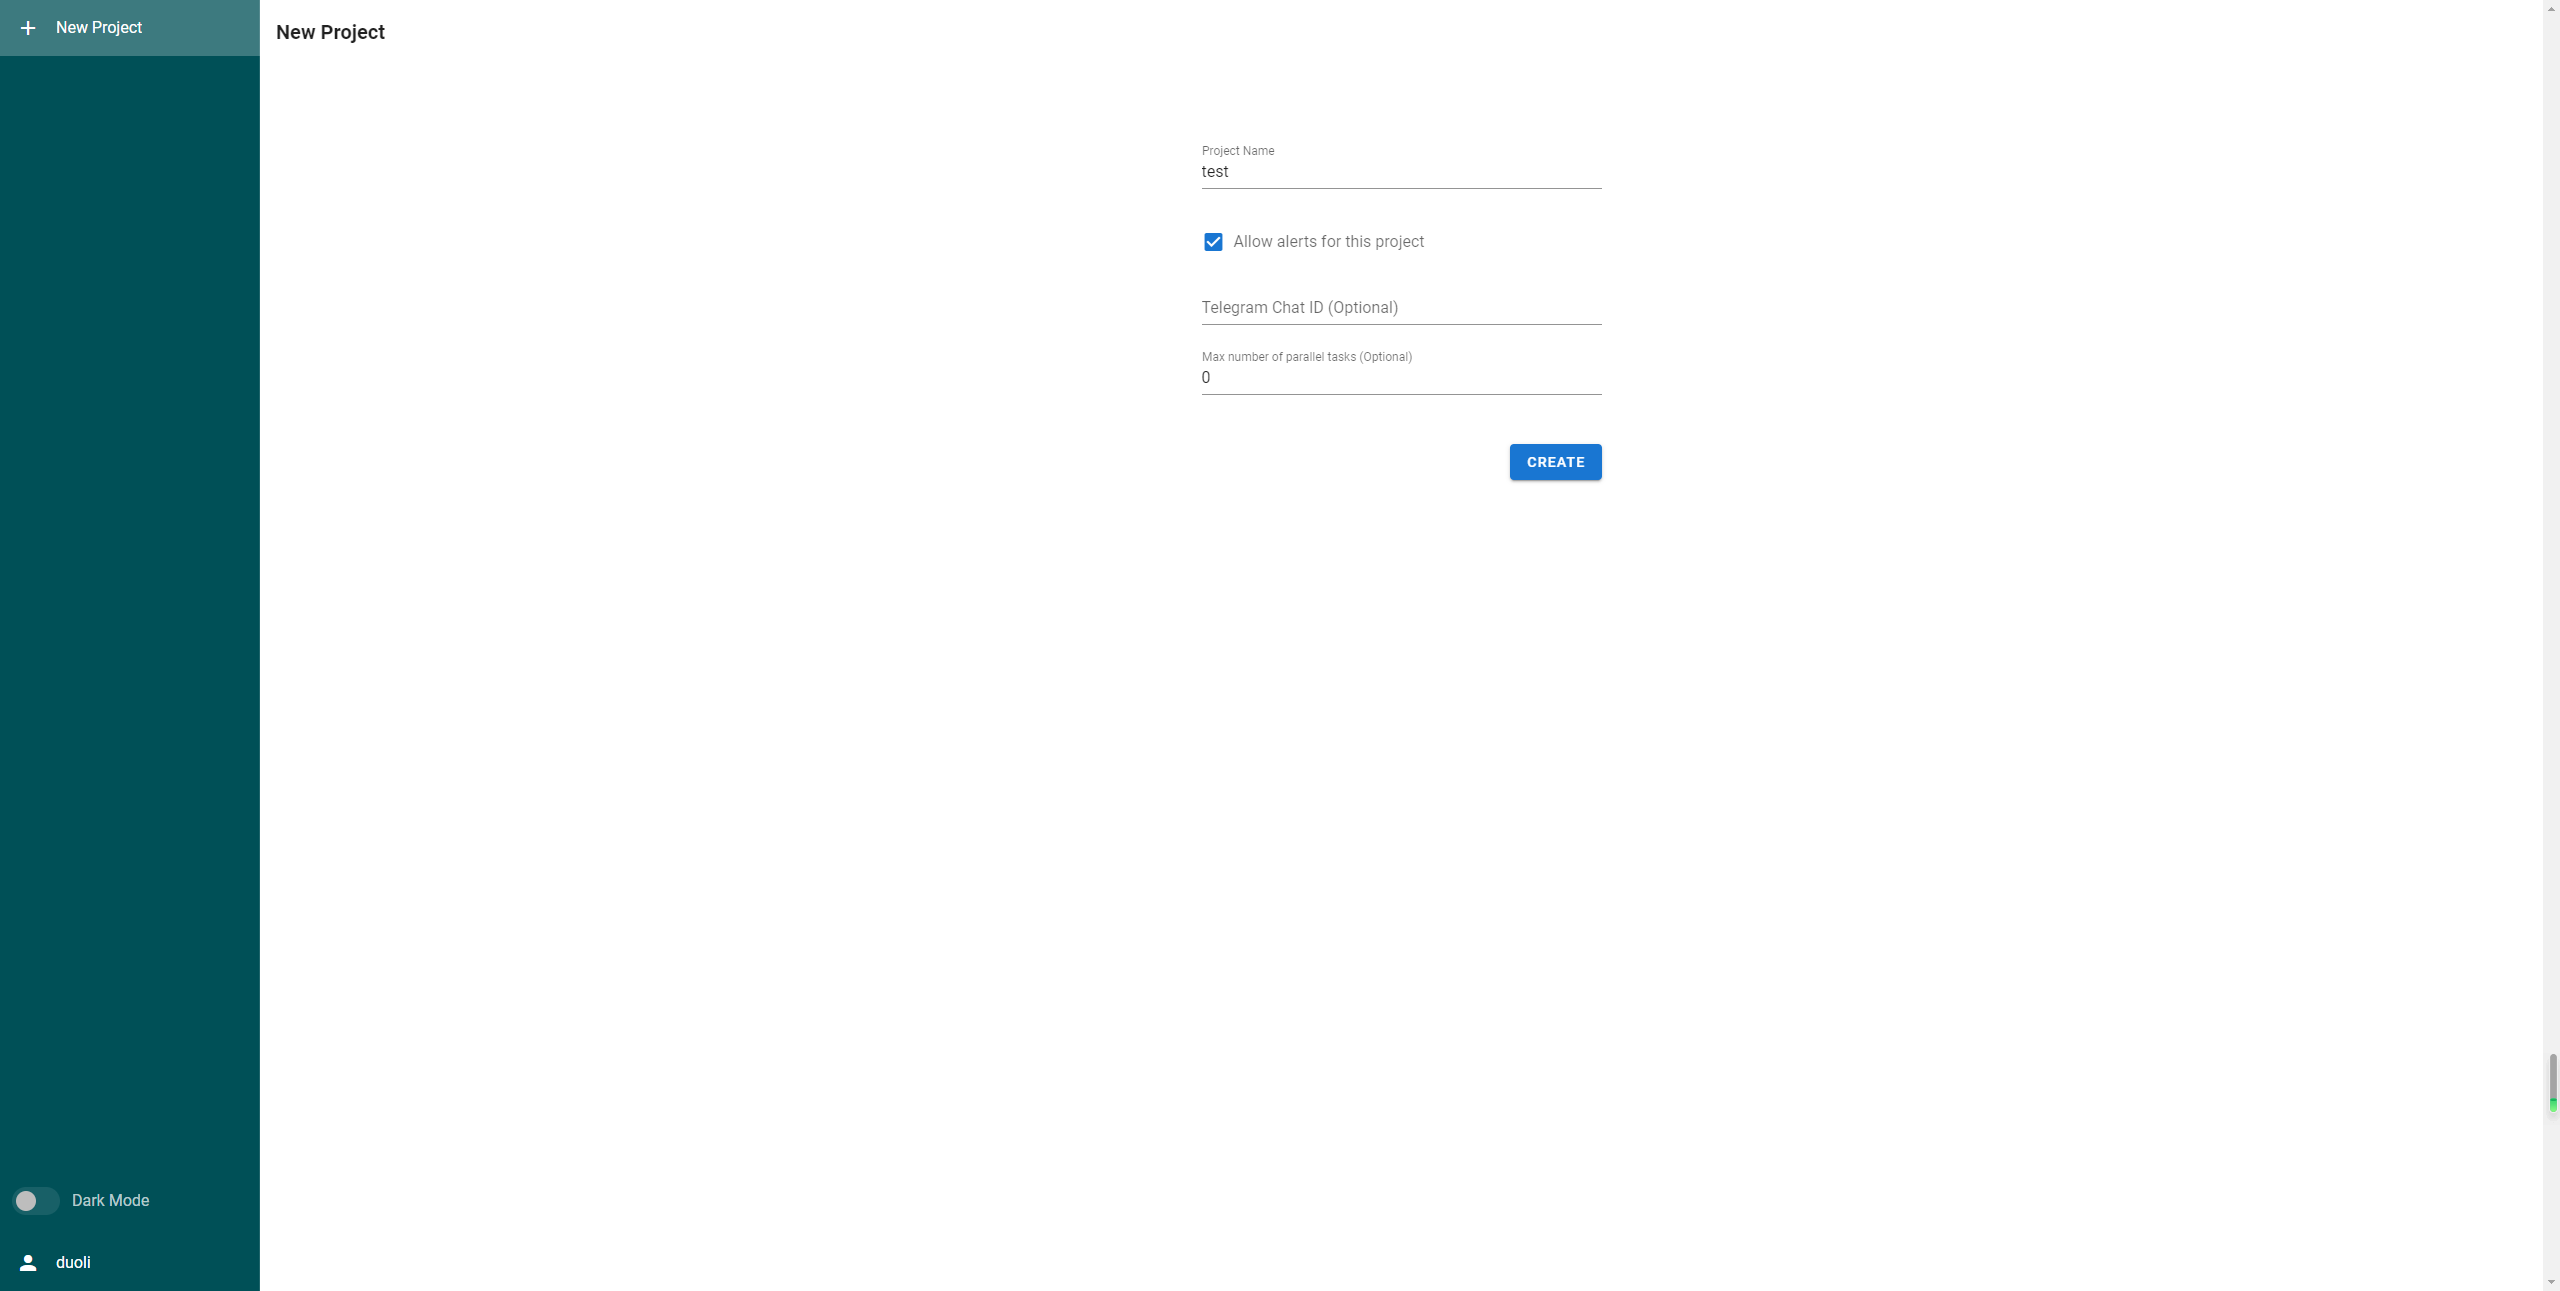 New Project
New Project
Project Name
test
Allow alerts for this project
Telegram Chat ID (Optional)
Max number of parallel tasks (Optional)
0
CREATE
Dark Mode
duoli